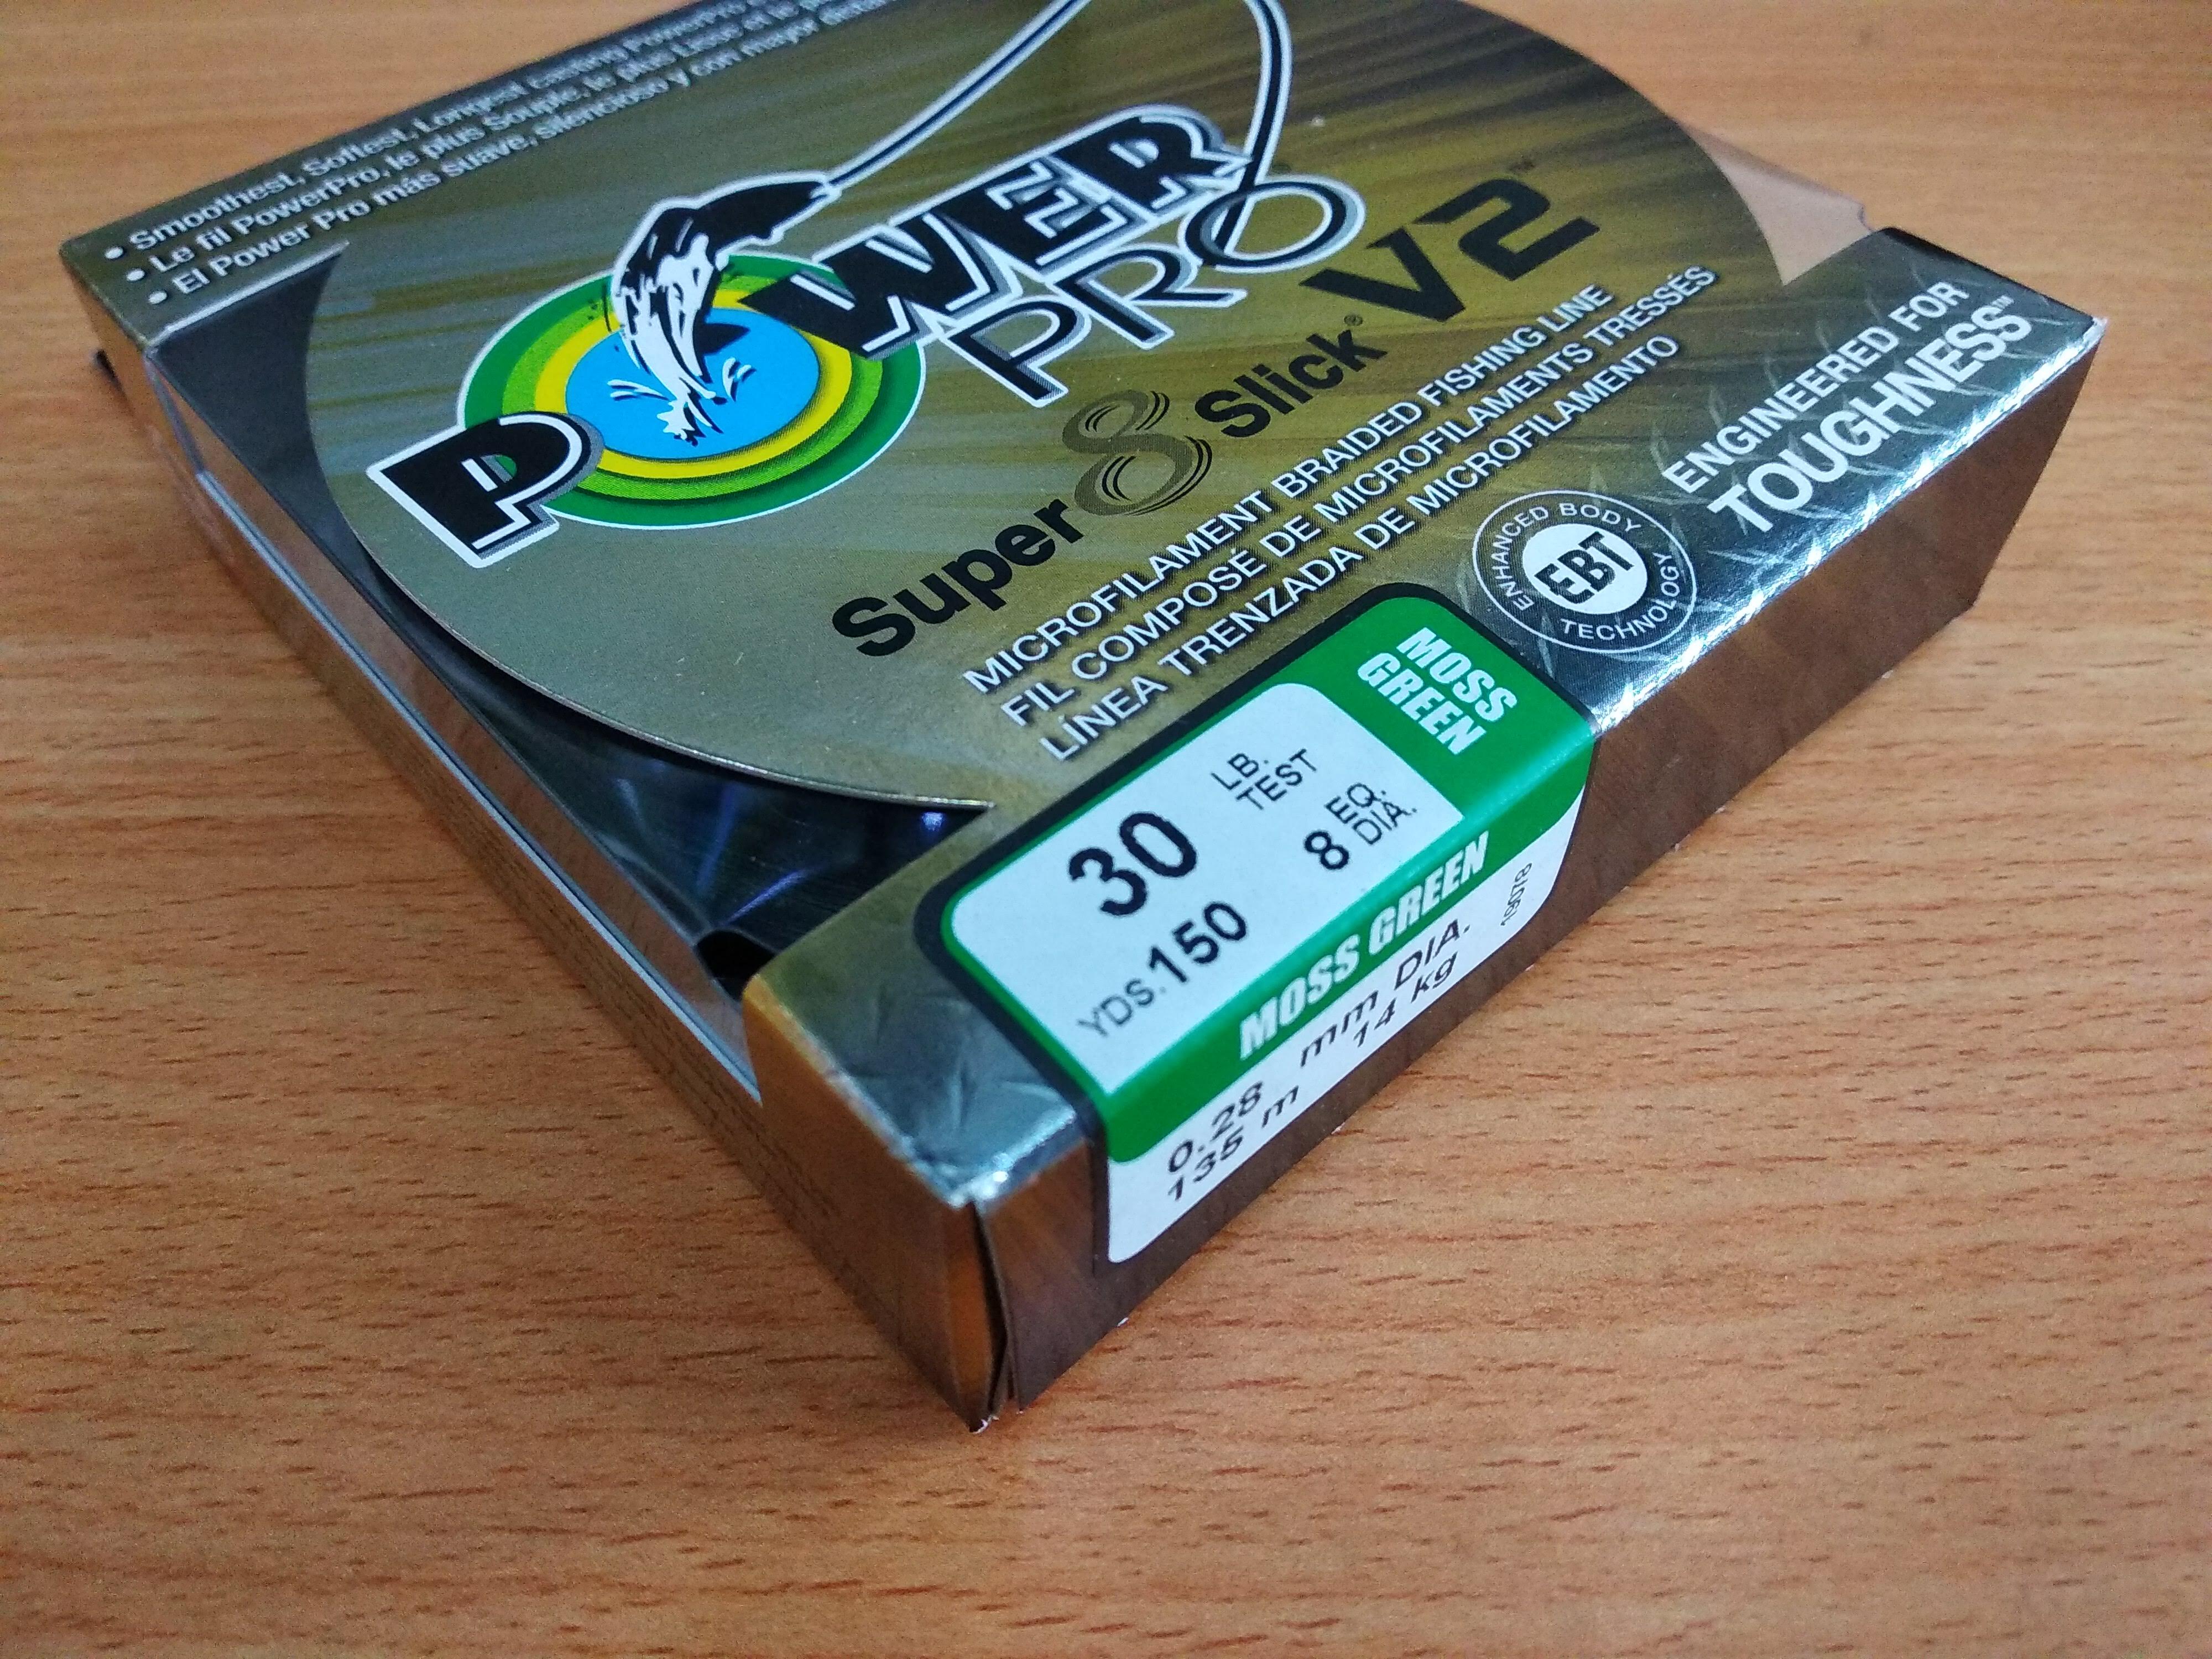 • Smoothest, Softest, Longest Casting PowerPro
• Le fil PowerPro, le plus Souple, le plus Lisse et le
• El Power Pro más suave, silencioso y con mayor
POWER
PRO
Super 8 Slick® V2™
MICROFILAMENT BRAIDED FISHING LINE
FIL COMPOSÉ DE MICROFILAMENTS TRESSÉS
LÍNEA TRENZADA DE MICROFILAMENTO
ENGINEERED FOR
TOUGHNESS™
ENHANCED BODY
EBT
TECHNOLOGY
MOSS
GREEN
30 LB.
TEST
YDS. 150 8 EQ.
DIA.
MOSS GREEN
0.28 mm DIA.
135 m 14 kg
19078